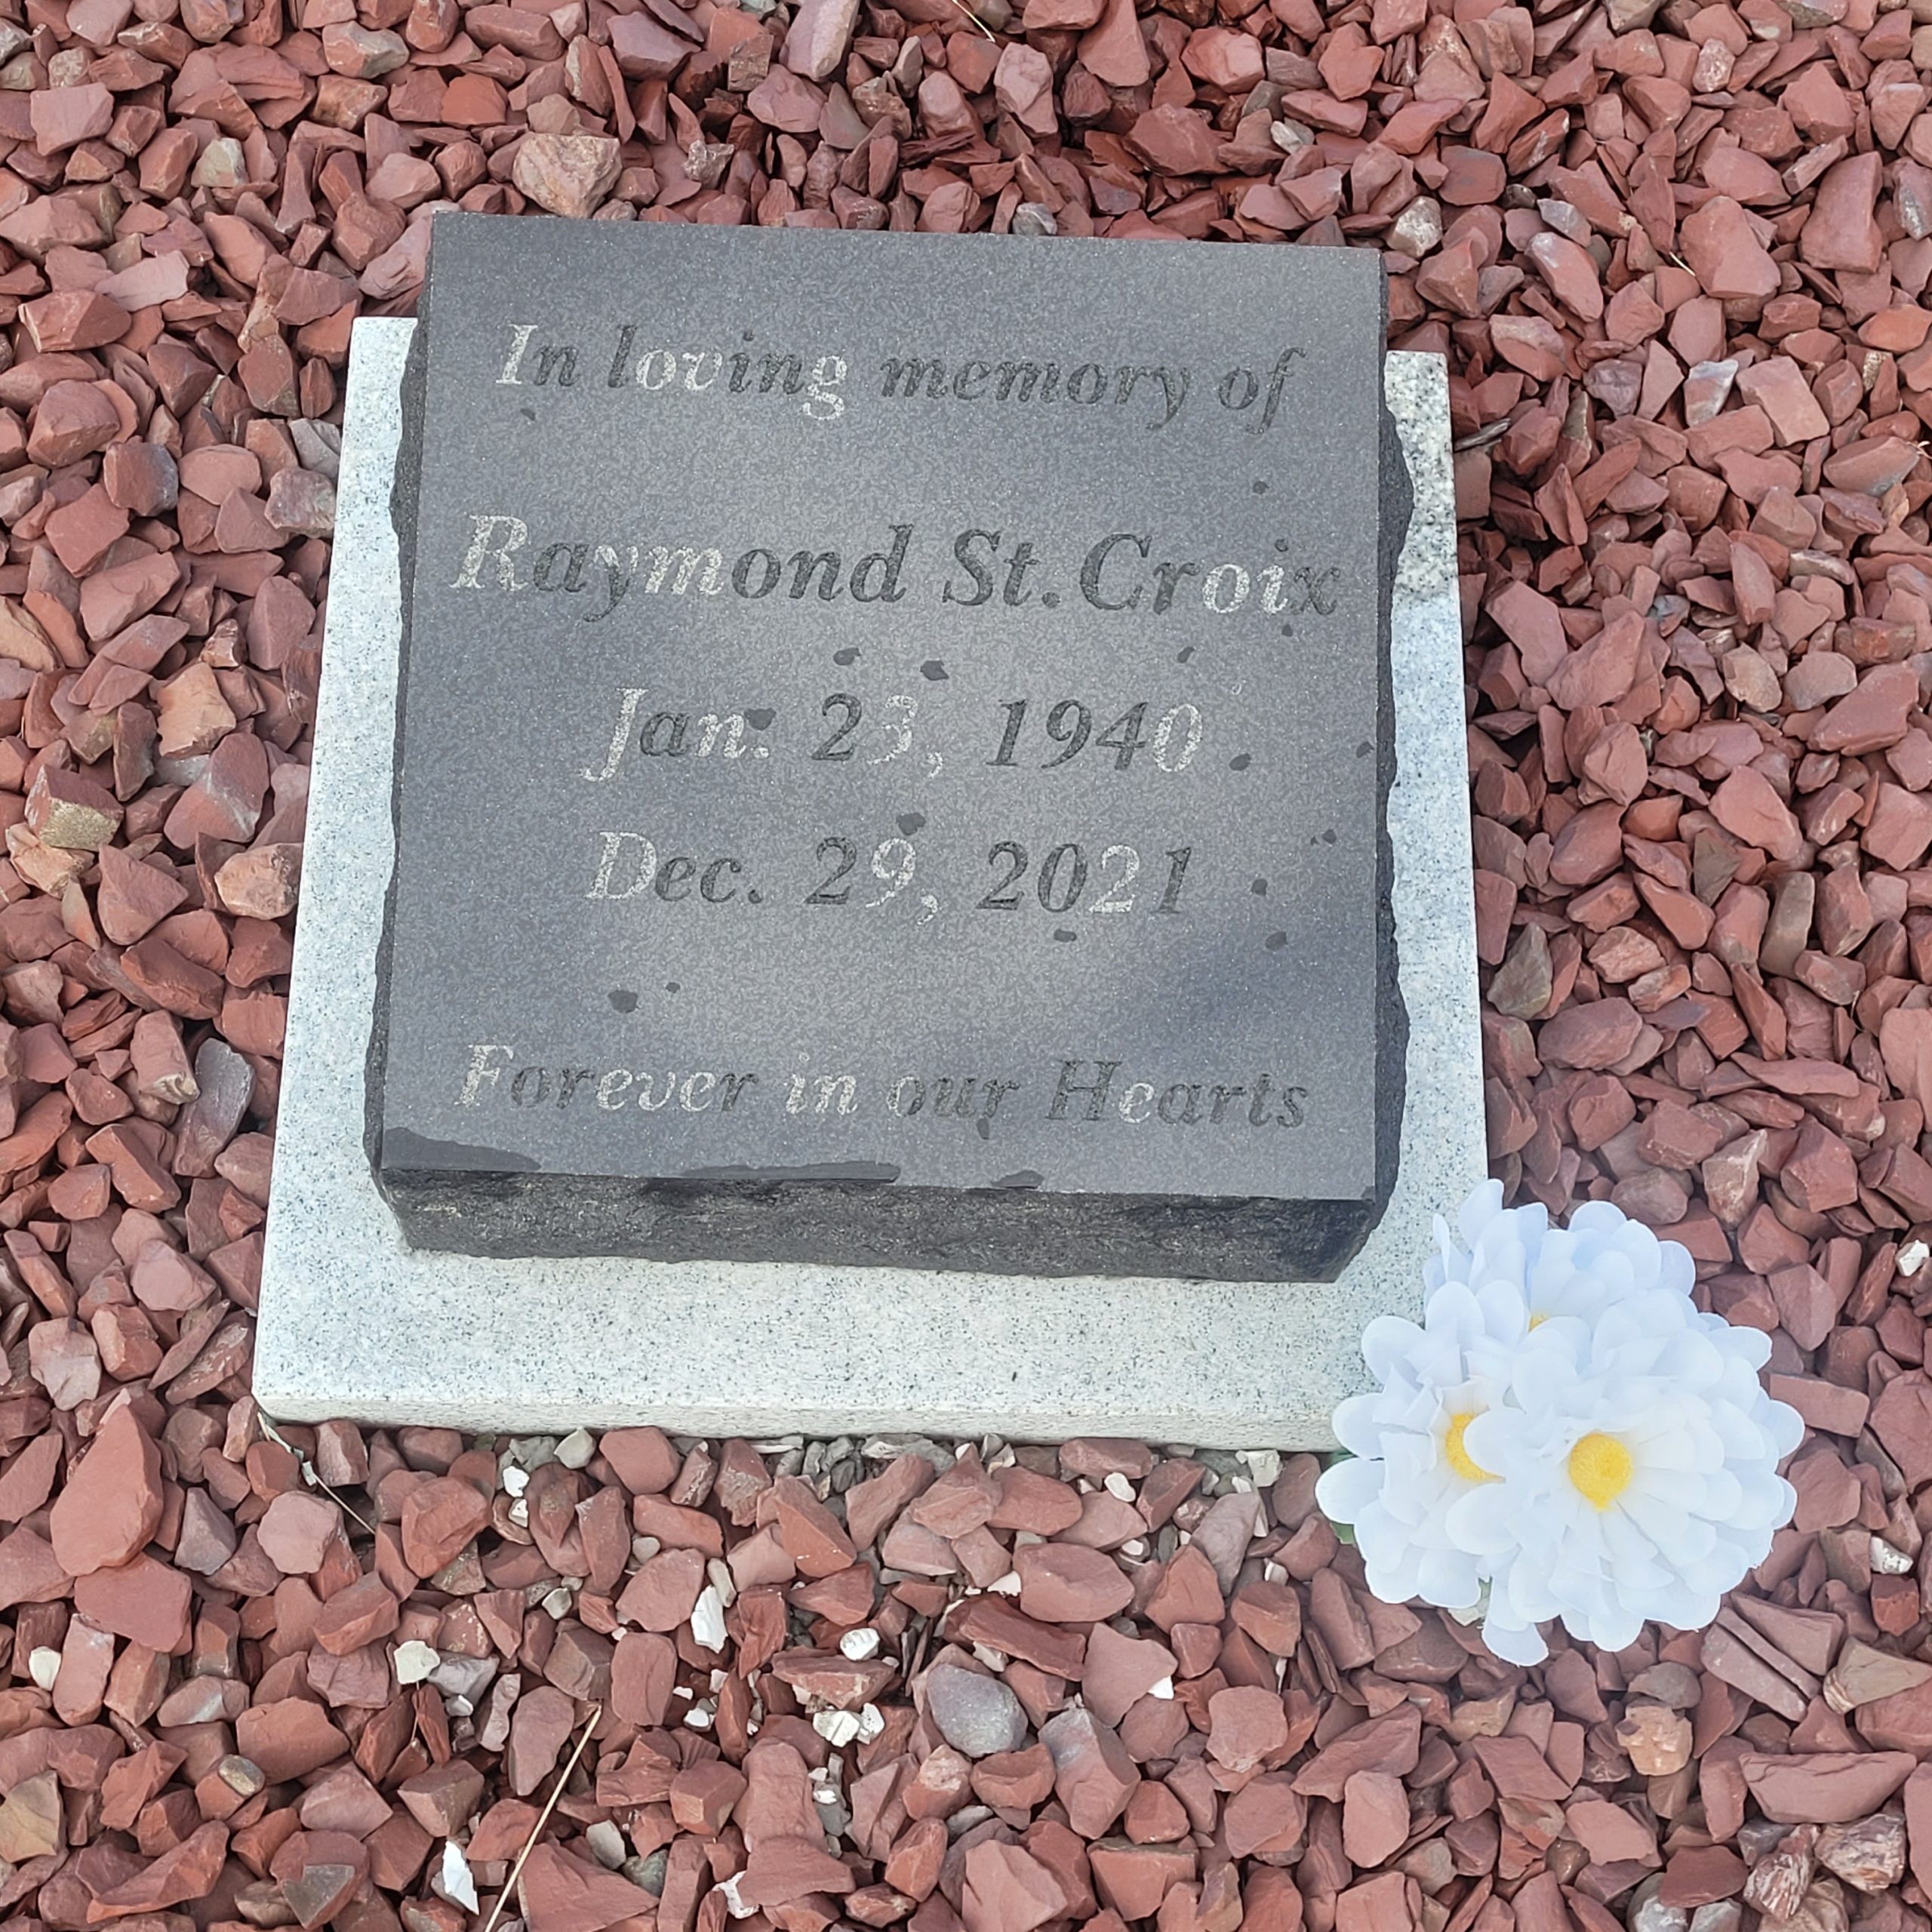 In loving memory of
Raymond St. Croix
Jan. 23, 1940
Dec. 29, 2021
Forever in our Hearts